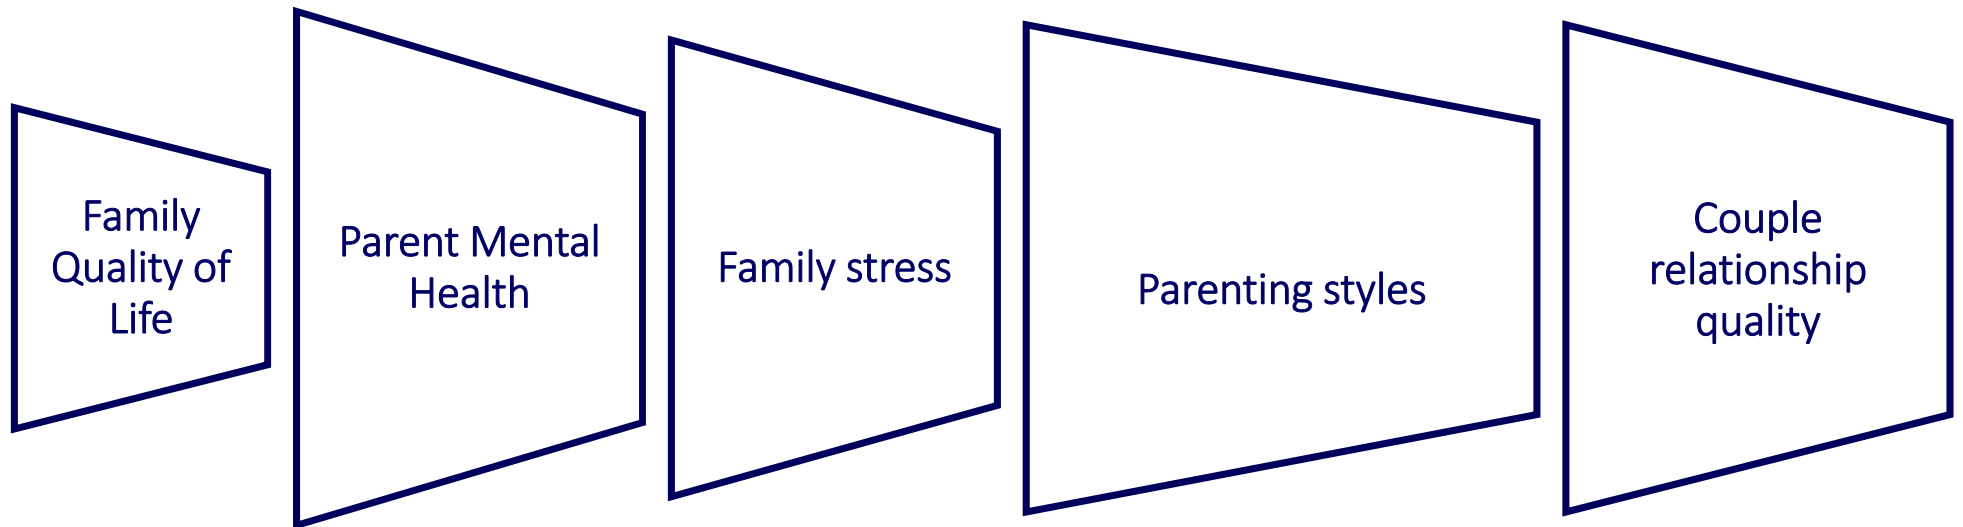 Family
Quality of
Life
Parent Mental
Health
Family stress
Parenting styles
Couple
relationship
quality